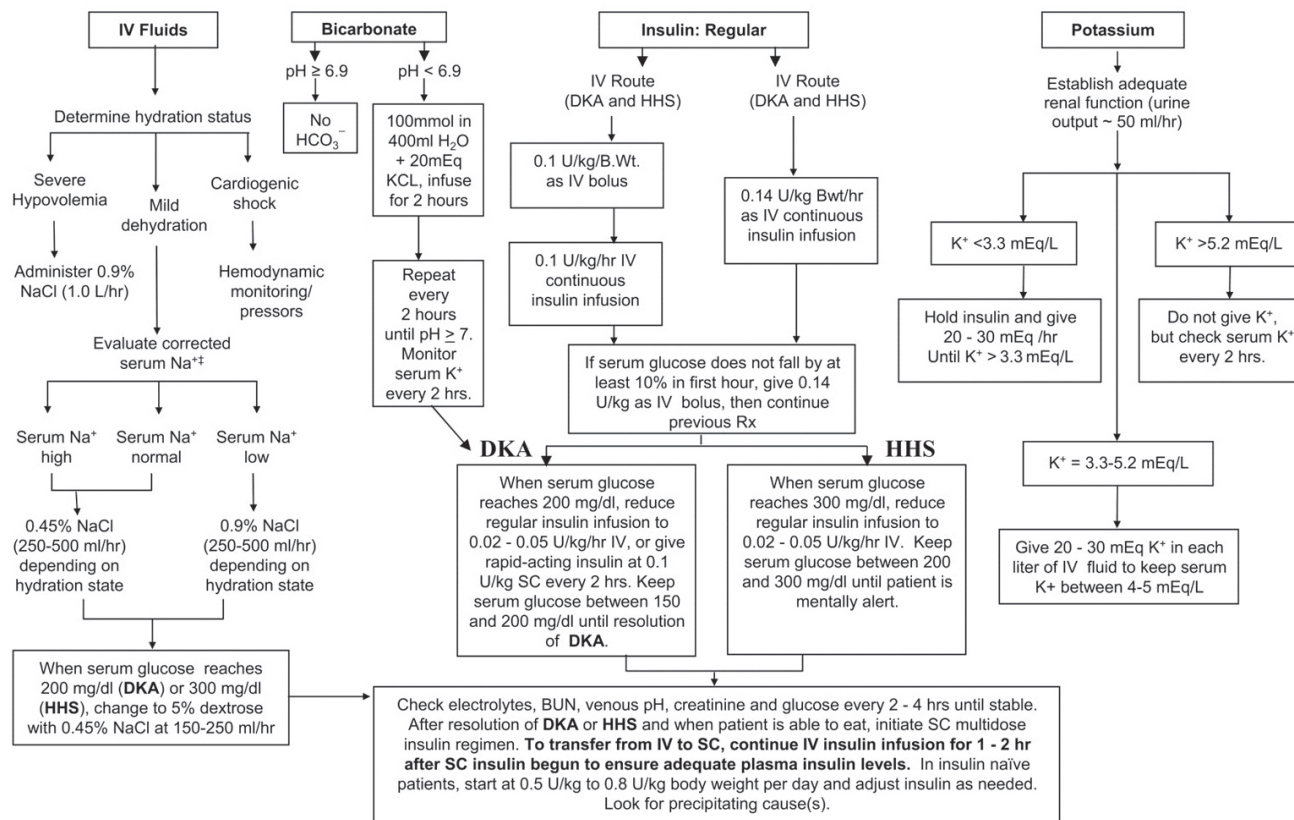 IV Fluids
Determine hydration status
Severe
Hypovolemia
Administer 0.9%
NaCl (1.0 L/hr)
Mild
dehydration
Cardiogenic
shock
Hemodynamic
monitoring/
pressors
Evaluate corrected
serum Na⁺‡
Serum Na⁺
high
Serum Na⁺
normal
Serum Na⁺
low
0.45% NaCl
(250-500 ml/hr)
depending on
hydration state
0.9% NaCl
(250-500 ml/hr)
depending on
hydration state
When serum glucose reaches
200 mg/dl (DKA) or 300 mg/dl
(HHS), change to 5% dextrose
with 0.45% NaCl at 150-250 ml/hr
Bicarbonate
pH ≥ 6.9
No
HCO₃⁻
pH < 6.9
100mmol in
400ml H₂O
+ 20mEq
KCL, infuse
for 2 hours
Repeat
every
2 hours
until pH ≥ 7.
Monitor
serum K⁺
every 2 hrs.
Insulin: Regular
IV Route
(DKA and HHS)
0.1 U/kg/B.Wt.
as IV bolus
0.1 U/kg/hr IV
continuous
insulin infusion
IV Route
(DKA and HHS)
0.14 U/kg Bwt/hr
as IV continuous
insulin infusion
If serum glucose does not fall by at
least 10% in first hour, give 0.14
U/kg as IV bolus, then continue
previous Rx
DKA
When serum glucose
reaches 200 mg/dl, reduce
regular insulin infusion to
0.02 - 0.05 U/kg/hr IV, or give
rapid-acting insulin at 0.1
U/kg SC every 2 hrs. Keep
serum glucose between 150
and 200 mg/dl until resolution
of DKA.
HHS
When serum glucose
reaches 300 mg/dl, reduce
regular insulin infusion to
0.02 - 0.05 U/kg/hr IV. Keep
serum glucose between 200
and 300 mg/dl until patient is
mentally alert.
Potassium
Establish adequate
renal function (urine
output ~ 50 ml/hr)
K⁺ <3.3 mEq/L
Hold insulin and give
20 - 30 mEq /hr
Until K⁺ > 3.3 mEq/L
K⁺ >5.2 mEq/L
Do not give K⁺,
but check serum K⁺
every 2 hrs.
K⁺ = 3.3-5.2 mEq/L
Give 20 - 30 mEq K⁺ in each
liter of IV fluid to keep serum
K+ between 4-5 mEq/L
Check electrolytes, BUN, venous pH, creatinine and glucose every 2 - 4 hrs until stable.
After resolution of DKA or HHS and when patient is able to eat, initiate SC multidose
insulin regimen. To transfer from IV to SC, continue IV insulin infusion for 1 - 2 hr
after SC insulin begun to ensure adequate plasma insulin levels. In insulin naïve
patients, start at 0.5 U/kg to 0.8 U/kg body weight per day and adjust insulin as needed.
Look for precipitating cause(s).